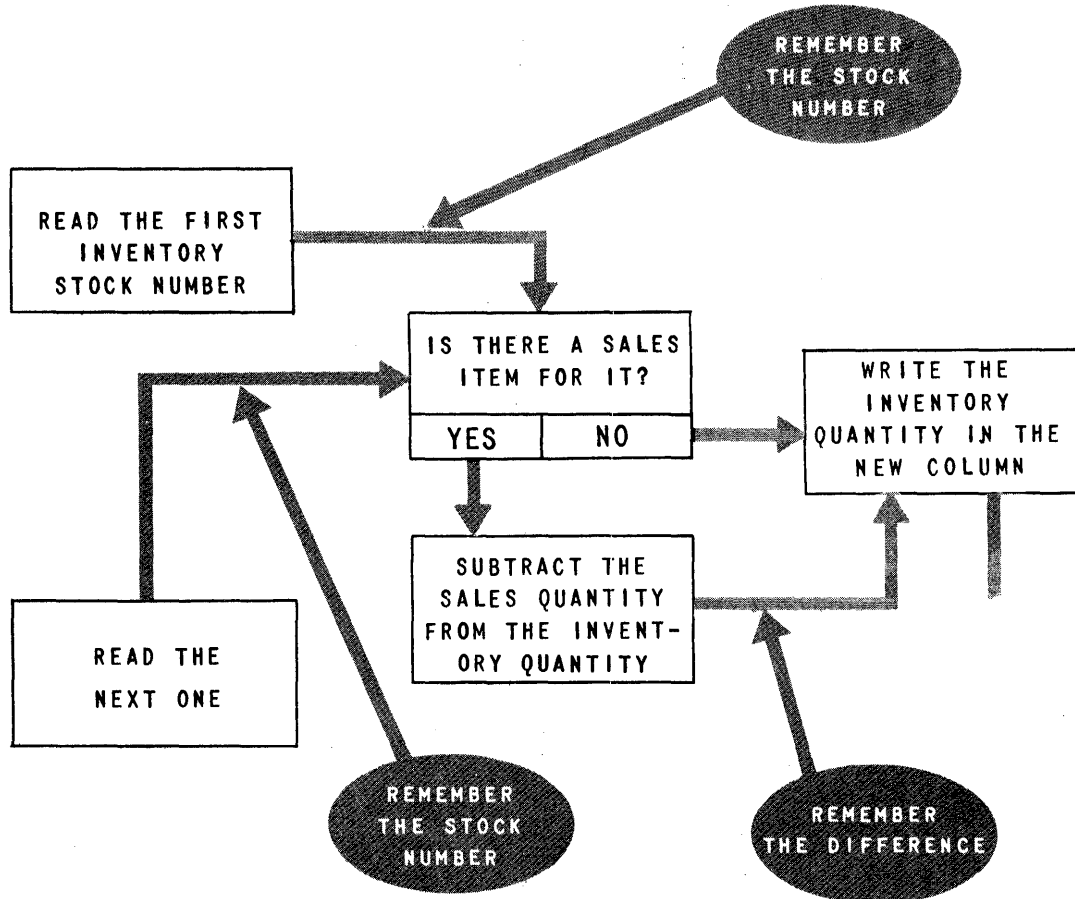 REMEMBER
THE STOCK
NUMBER
READ THE FIRST
INVENTORY
STOCK NUMBER
IS THERE A SALES
ITEM FOR IT?
YES
NO
WRITE THE
INVENTORY
QUANTITY IN THE
NEW COLUMN
SUBTRACT THE
SALES QUANTITY
FROM THE INVENT-
ORY QUANTITY
READ THE
NEXT ONE
REMEMBER
THE STOCK
NUMBER
REMEMBER
THE DIFFERENCE